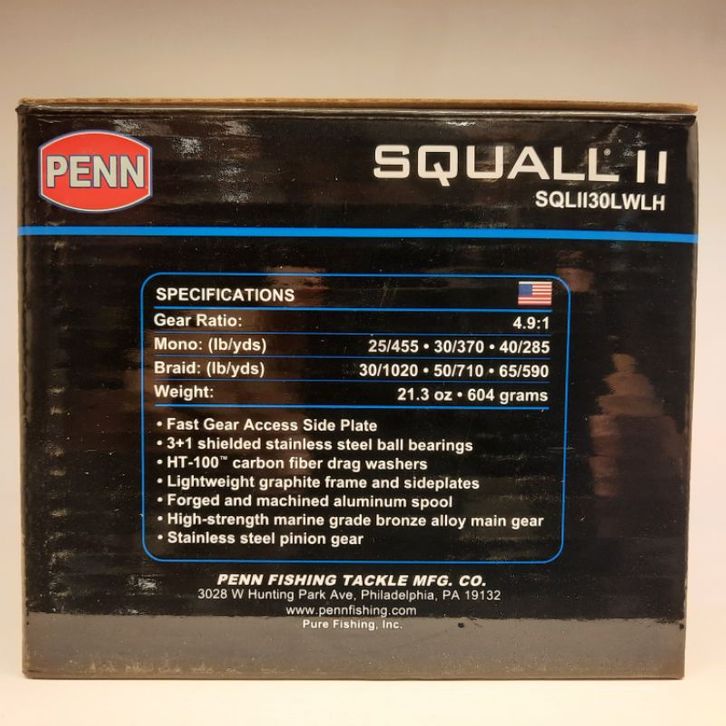 PENN
SQUALL® II
SQLII30LWLH
SPECIFICATIONS
Gear Ratio: 4.9:1
Mono: (lb/yds) 25/455 • 30/370 • 40/285
Braid: (lb/yds) 30/1020 • 50/710 • 65/590
Weight: 21.3 oz • 604 grams
• Fast Gear Access Side Plate
• 3+1 shielded stainless steel ball bearings
• HT-100™ carbon fiber drag washers
• Lightweight graphite frame and sideplates
• Forged and machined aluminum spool
• High-strength marine grade bronze alloy main gear
• Stainless steel pinion gear
PENN FISHING TACKLE MFG. CO.
3028 W Hunting Park Ave, Philadelphia, PA 19132
www.pennfishing.com
Pure Fishing, Inc.